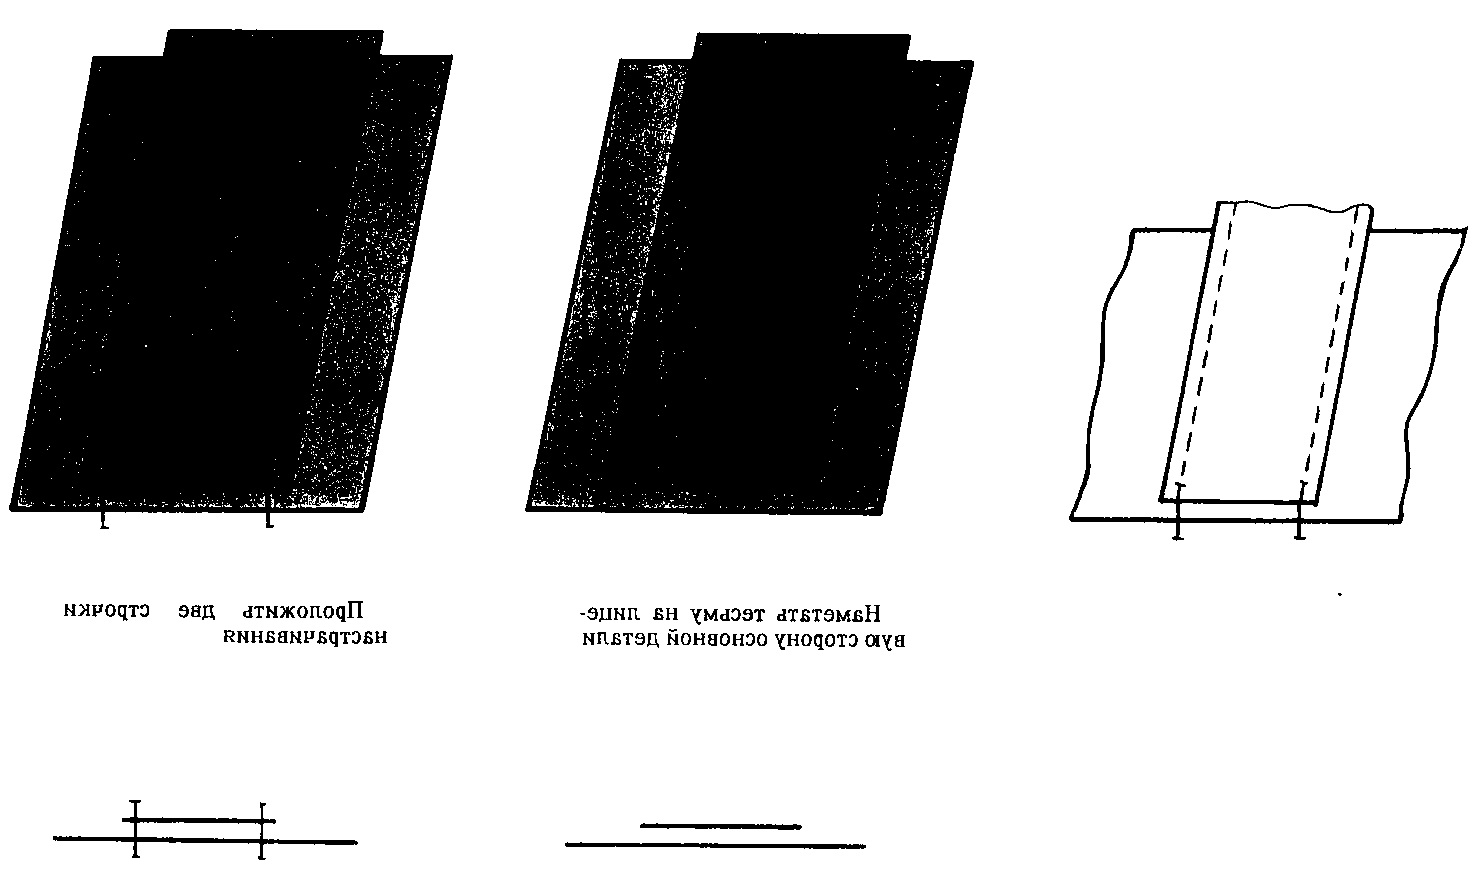 Наметать тесьму на лице-
вую сторону основной детали
Проложить две строчки
настрачивания